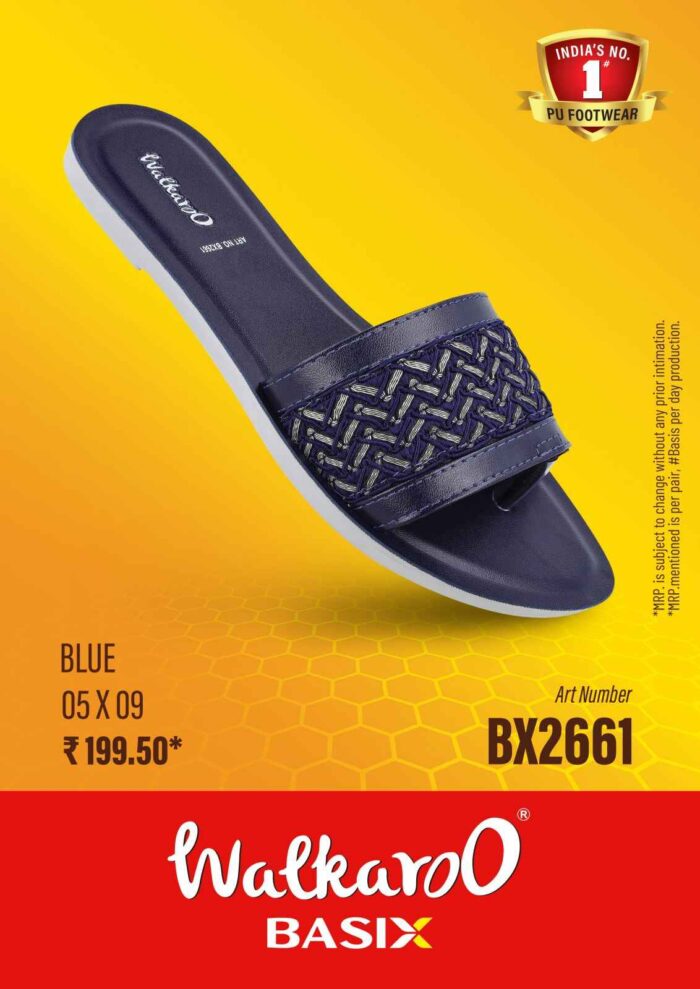 INDIA'S NO.
1#
PU FOOTWEAR
WalkaroO
ART NO. BX2661
*MRP. is subject to change without any prior intimation.
*MRP.mentioned is per pair, #Basis per day production.
BLUE
05 X 09
₹ 199.50*
Art Number
BX2661
WalkaroO®
BASIX